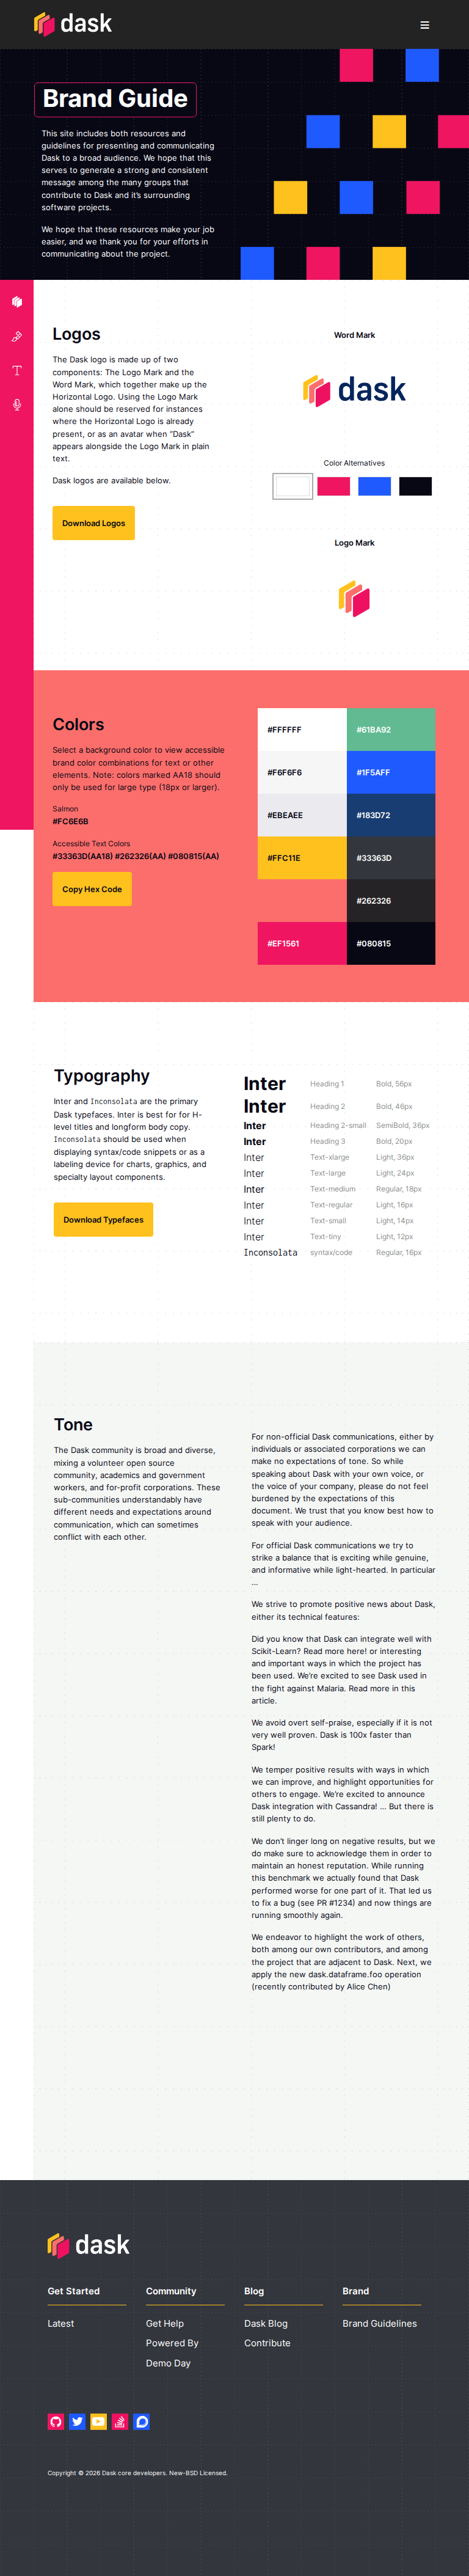 dask
Brand Guide
This site includes both resources and
guidelines for presenting and communicating
Dask to a broad audience. We hope that this
serves to generate a strong and consistent
message among the many groups that
contribute to Dask and it's surrounding
software projects.
We hope that these resources make your job
easier, and we thank you for your efforts in
communicating about the project.
Logos
The Dask logo is made up of two
components: The Logo Mark and the
Word Mark, which together make up the
Horizontal Logo. Using the Logo Mark
alone should be reserved for instances
where the Horizontal Logo is already
present, or as an avatar when "Dask"
appears alongside the Logo Mark in plain
text.
Dask logos are available below.
Download Logos
Word Mark
dask
Color Alternatives
Logo Mark
Colors
Select a background color to view accessible
brand color combinations for text or other
elements. Note: colors marked AA18 should
only be used for large type (18px or larger).
Salmon
#FC6E6B
Accessible Text Colors
#33363D(AA18) #262326(AA) #080815(AA)
Copy Hex Code
#FFFFFF
#61BA92
#F6F6F6
#1F5AFF
#EBEAEE
#183D72
#FFC11E
#33363D
#262326
#EF1561
#080815
Typography
Inter and Inconsolata are the primary
Dask typefaces. Inter is best for for H-
level titles and longform body copy.
Inconsolata should be used when
displaying syntax/code snippets or as a
labeling device for charts, graphics, and
specialty layout components.
Download Typefaces
Inter Heading 1 Bold, 56px
Inter Heading 2 Bold, 46px
Inter Heading 2-small SemiBold, 36px
Inter Heading 3 Bold, 20px
Inter Text-xlarge Light, 36px
Inter Text-large Light, 24px
Inter Text-medium Regular, 18px
Inter Text-regular Light, 16px
Inter Text-small Light, 14px
Inter Text-tiny Light, 12px
Inconsolata syntax/code Regular, 16px
Tone
The Dask community is broad and diverse,
mixing a volunteer open source
community, academics and government
workers, and for-profit corporations. These
sub-communities understandably have
different needs and expectations around
communication, which can sometimes
conflict with each other.
For non-official Dask communications, either by
individuals or associated corporations we can
make no expectations of tone. So while
speaking about Dask with your own voice, or
the voice of your company, please do not feel
burdened by the expectations of this
document. We trust that you know best how to
speak with your audience.
For official Dask communications we try to
strike a balance that is exciting while genuine,
and informative while light-hearted. In particular
...
We strive to promote positive news about Dask,
either its technical features:
Did you know that Dask can integrate well with
Scikit-Learn? Read more here! or interesting
and important ways in which the project has
been used. We're excited to see Dask used in
the fight against Malaria. Read more in this
article.
We avoid overt self-praise, especially if it is not
very well proven. Dask is 100x faster than
Spark!
We temper positive results with ways in which
we can improve, and highlight opportunities for
others to engage. We're excited to announce
Dask integration with Cassandra! ... But there is
still plenty to do.
We don't linger long on negative results, but we
do make sure to acknowledge them in order to
maintain an honest reputation. While running
this benchmark we actually found that Dask
performed worse for one part of it. That led us
to fix a bug (see PR #1234) and now things are
running smoothly again.
We endeavor to highlight the work of others,
both among our own contributors, and among
the project that are adjacent to Dask. Next, we
apply the new dask.dataframe.foo operation
(recently contributed by Alice Chen)
dask
Get Started
Latest
Community
Get Help
Powered By
Demo Day
Blog
Dask Blog
Contribute
Brand
Brand Guidelines
Copyright © 2026 Dask core developers. New-BSD Licensed.